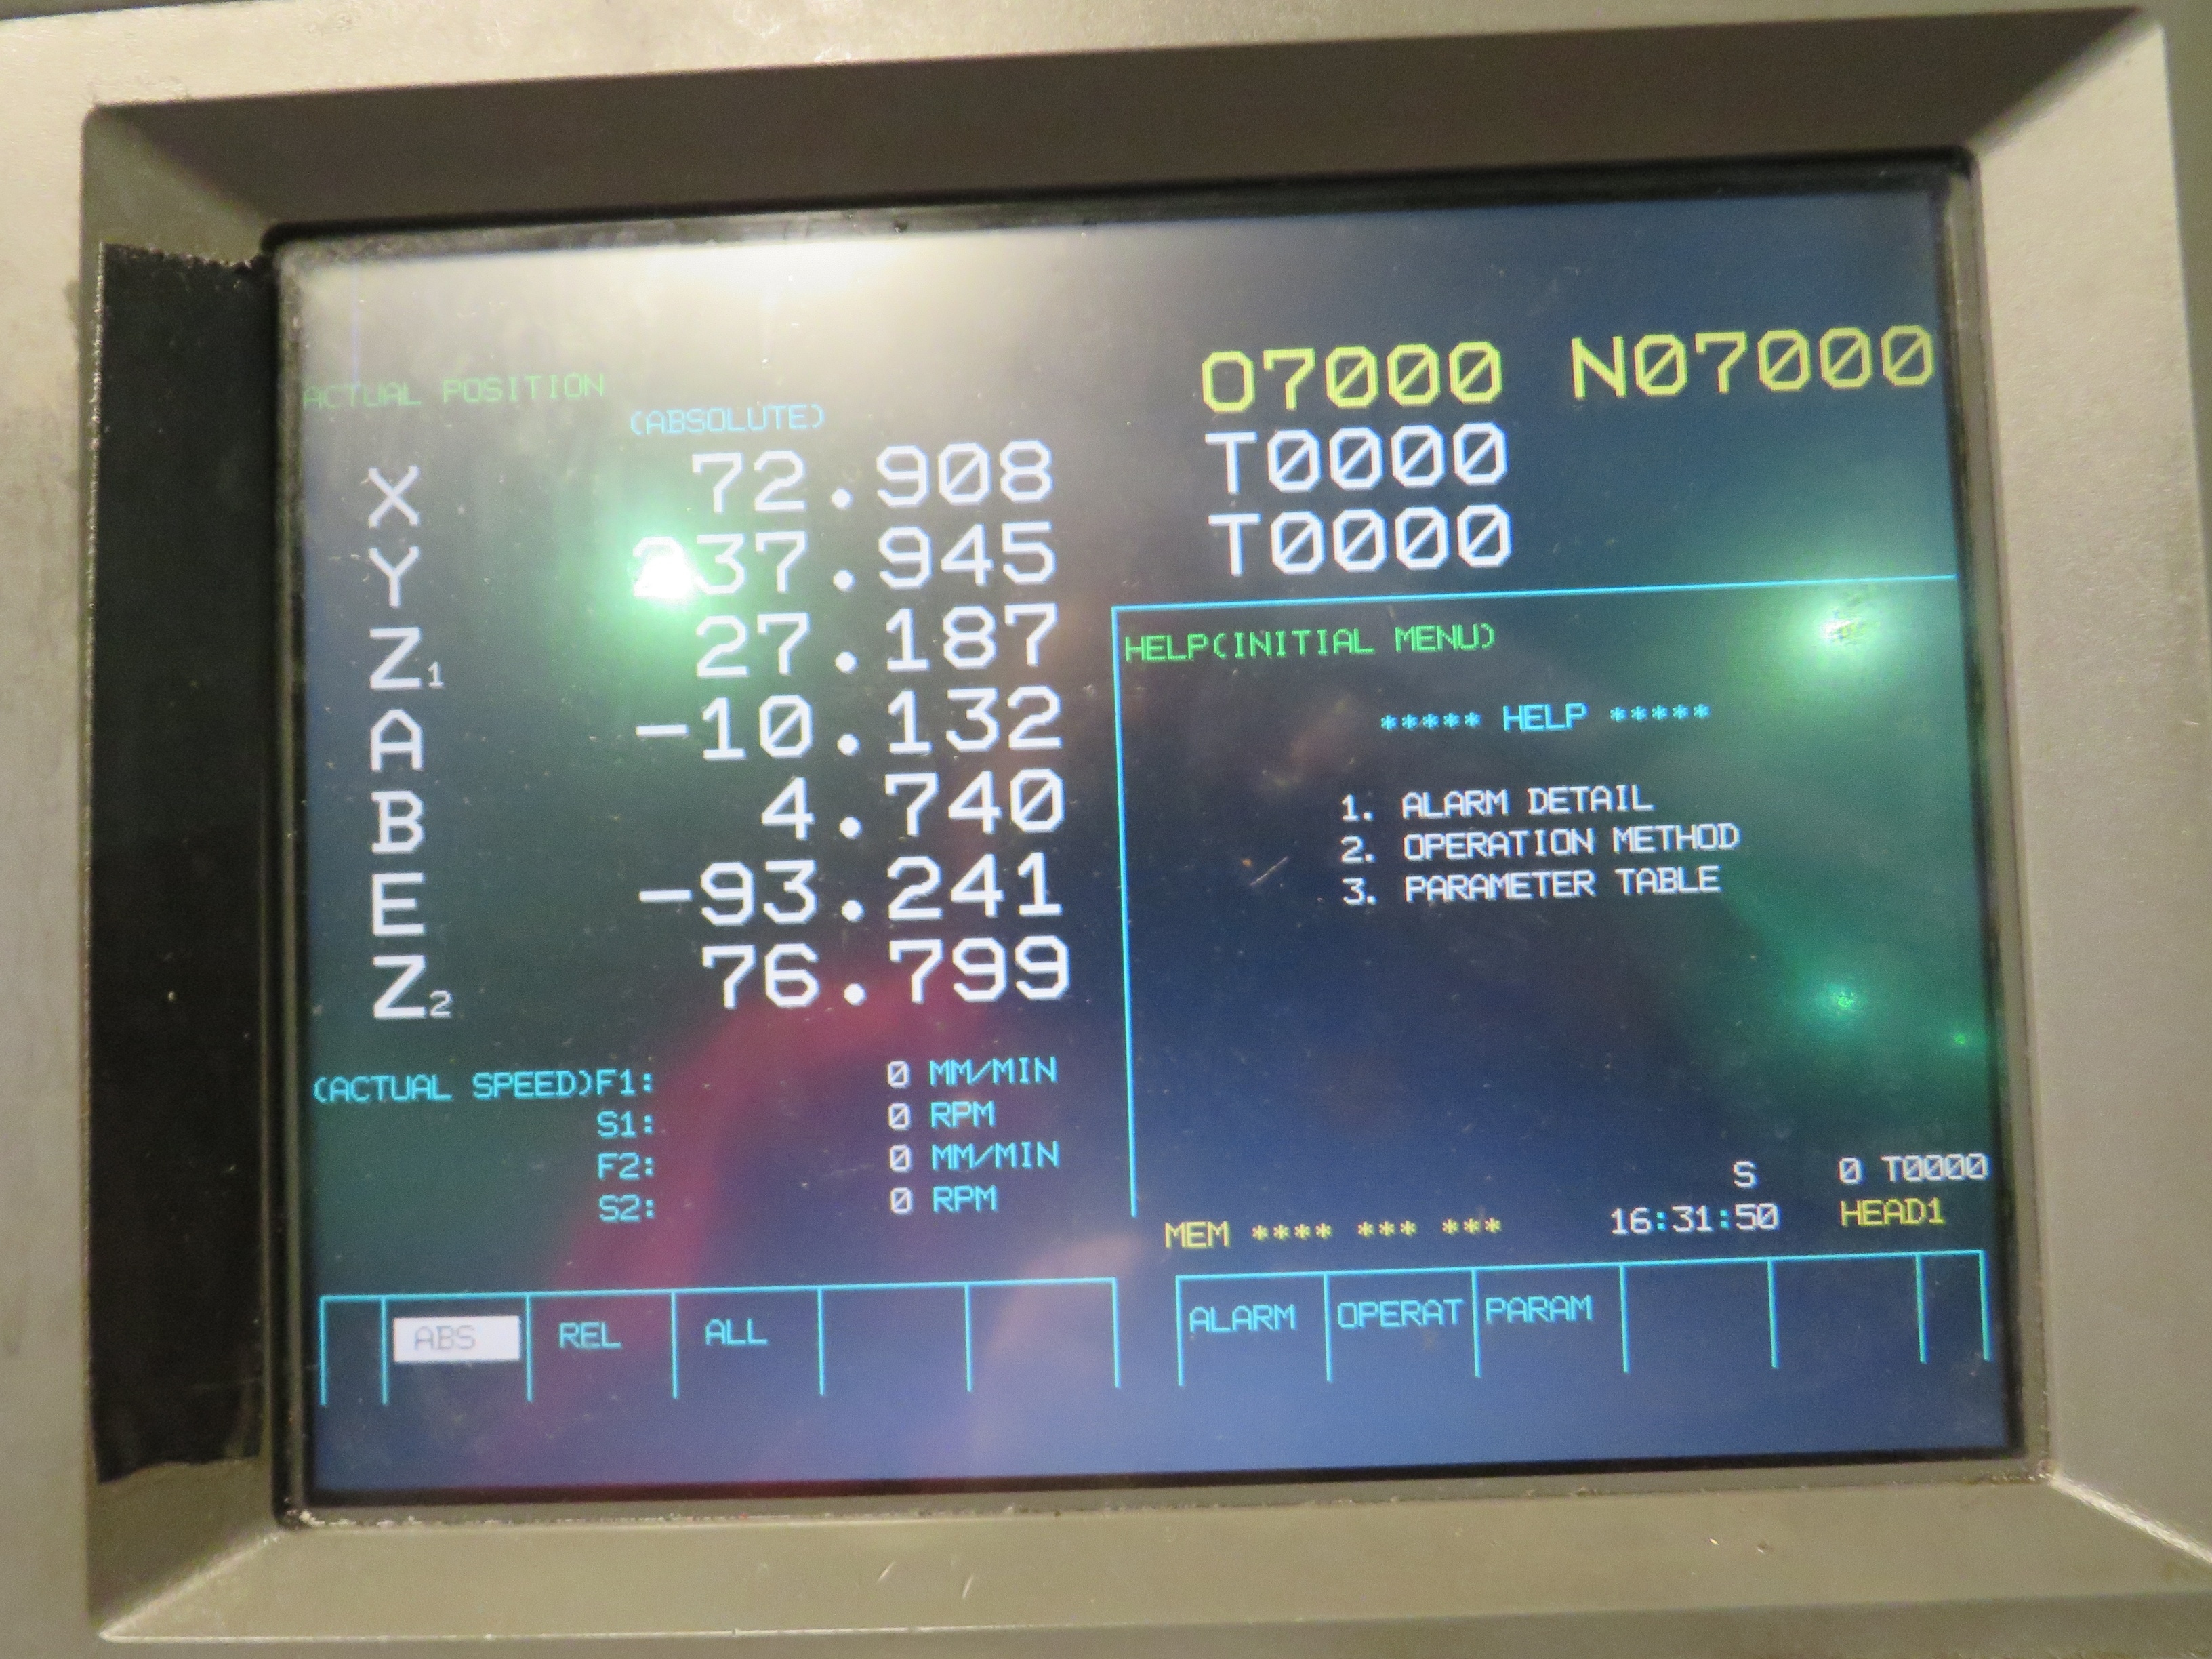 ACTUAL POSITION
(ABSOLUTE)
X 72.908
Y 237.945
Z1 27.187
A -10.132
B 4.740
E -93.241
Z2 76.799
(ACTUAL SPEED)F1: 0 MM/MIN
S1: 0 RPM
F2: 0 MM/MIN
S2: 0 RPM
ABS REL ALL
O7000 N07000
T0000
T0000
HELP(INITIAL MENU)
***** HELP *****
1. ALARM DETAIL
2. OPERATION METHOD
3. PARAMETER TABLE
S 0 T0000
MEM **** *** *** 16:31:50 HEAD1
ALARM OPERAT PARAM